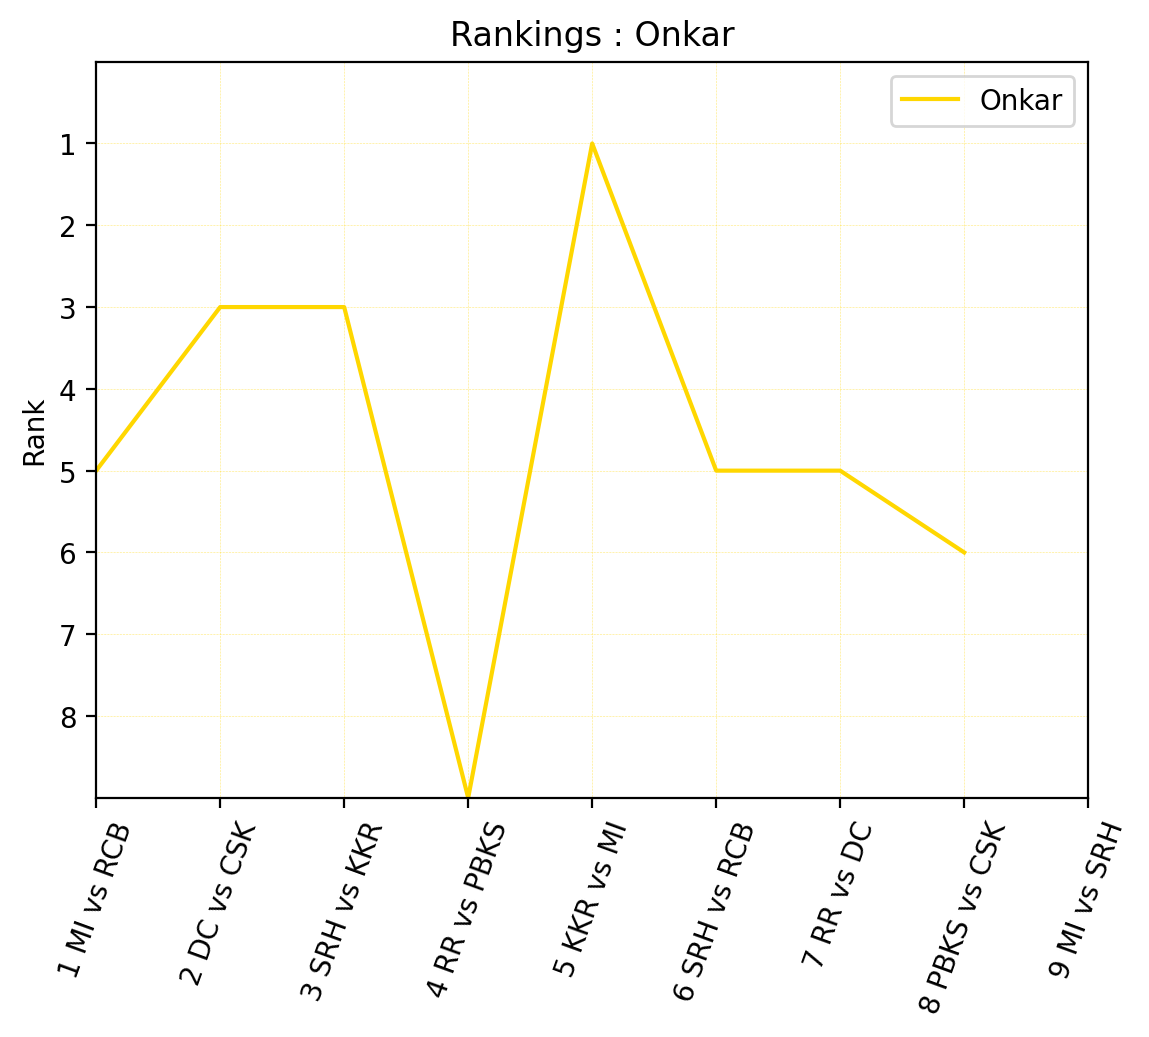 Rankings : Onkar
Onkar
Rank
1
2
3
4
5
6
7
8
1 MI vs RCB
2 DC vs CSK
3 SRH vs KKR
4 RR vs PBKS
5 KKR vs MI
6 SRH vs RCB
7 RR vs DC
8 PBKS vs CSK
9 MI vs SRH